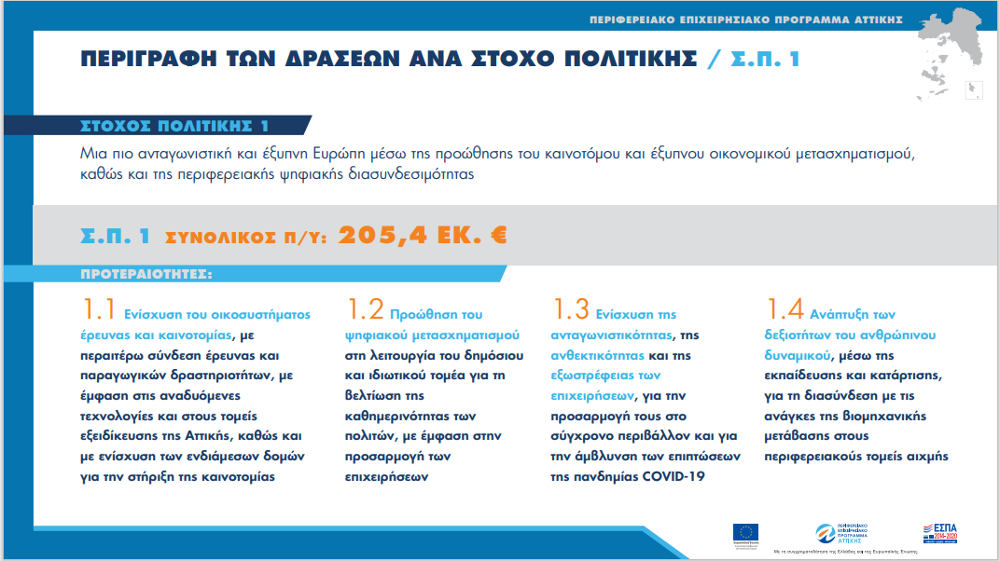 ΠΕΡΙΦΕΡΕΙΑΚΟ ΕΠΙΧΕΙΡΗΣΙΑΚΟ ΠΡΟΓΡΑΜΜΑ ΑΤΤΙΚΗΣ
ΠΕΡΙΓΡΑΦΗ ΤΩΝ ΔΡΑΣΕΩΝ ΑΝΑ ΣΤΟΧΟ ΠΟΛΙΤΙΚΗΣ / Σ.Π. 1
ΣΤΟΧΟΣ ΠΟΛΙΤΙΚΗΣ 1
Μια πιο ανταγωνιστική και έξυπνη Ευρώπη μέσω της προώθησης του καινοτόμου και έξυπνου οικονομικού μετασχηματισμού,
καθώς και της περιφερειακής ψηφιακής διασυνδεσιμότητας
Σ.Π. 1 ΣΥΝΟΛΙΚΟΣ Π/Υ: 205,4 ΕΚ. €
ΠΡΟΤΕΡΑΙΟΤΗΤΕΣ:
1.1 Ενίσχυση του οικοσυστήματος
έρευνας και καινοτομίας, με
περαιτέρω σύνδεση έρευνας και
παραγωγικών δραστηριοτήτων, με
έμφαση στις αναδυόμενες
τεχνολογίες και στους τομείς
εξειδίκευσης της Αττικής, καθώς και
με ενίσχυση των ενδιάμεσων δομών
για την στήριξη της καινοτομίας
1.2 Προώθηση του
ψηφιακού μετασχηματισμού
στη λειτουργία του δημόσιου
και ιδιωτικού τομέα για τη
βελτίωση της
καθημερινότητας των
πολιτών, με έμφαση στην
προσαρμογή των
επιχειρήσεων
1.3 Ενίσχυση της
ανταγωνιστικότητας, της
ανθεκτικότητας και της
εξωστρέφειας των
επιχειρήσεων, για την
προσαρμογή τους στο
σύγχρονο περιβάλλον και για
την άμβλυνση των επιπτώσεων
της πανδημίας COVID-19
1.4 Ανάπτυξη των
δεξιοτήτων του ανθρώπινου
δυναμικού, μέσω της
εκπαίδευσης και κατάρτισης,
για τη διασύνδεση με τις
ανάγκες της βιομηχανικής
μετάβασης στους
περιφερειακούς τομείς αιχμής
Ευρωπαϊκή Ένωση
ΠΕΡΙΦΕΡΕΙΑΚΟ
ΕΠΙΧΕΙΡΗΣΙΑΚΟ
ΠΡΟΓΡΑΜΜΑ
ΑΤΤΙΚΗΣ
ΕΣΠΑ
2014-2020
Με τη συγχρηματοδότηση της Ελλάδας και της Ευρωπαϊκής Ένωσης